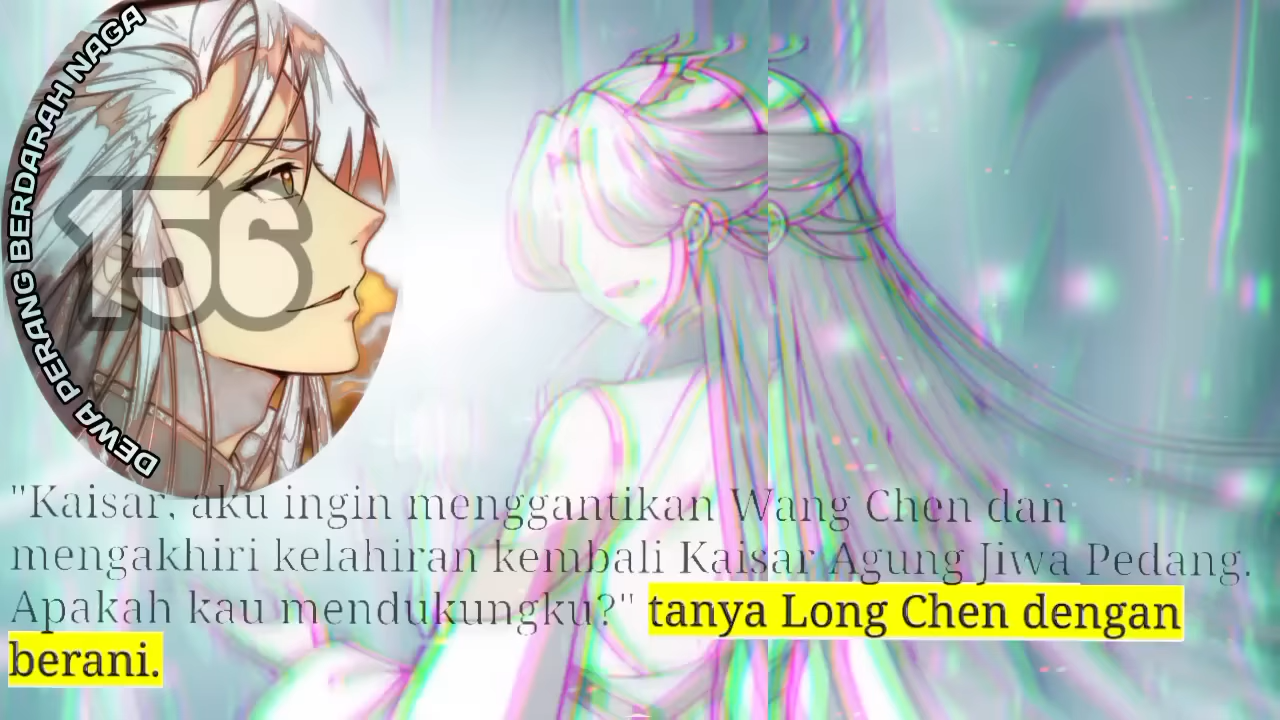 DEWA PERANG BERDARAH NAGA
156
"Kaisar, aku ingin menggantikan Wang Chen dan
mengakhiri kelahiran kembali Kaisar Agung Jiwa Pedang.
Apakah kau mendukungku?" tanya Long Chen dengan
berani.